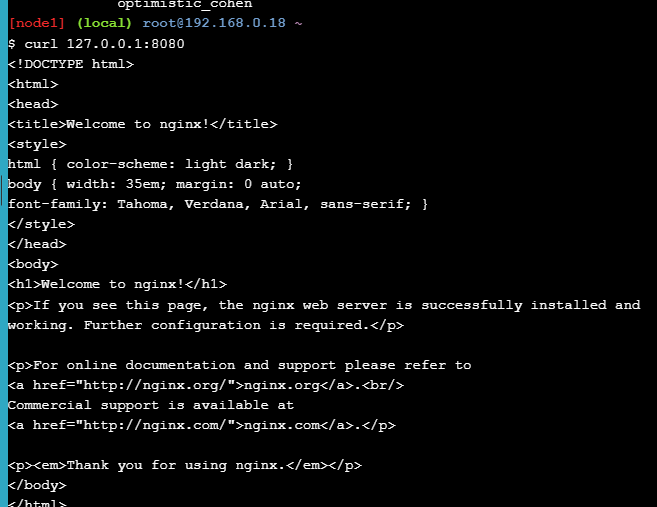 optimistic_cohen
[node1] (local) root@192.168.0.18 ~
$ curl 127.0.0.1:8080
<!DOCTYPE html>
<html>
<head>
<title>Welcome to nginx!</title>
<style>
html { color-scheme: light dark; }
body { width: 35em; margin: 0 auto;
font-family: Tahoma, Verdana, Arial, sans-serif; }
</style>
</head>
<body>
<h1>Welcome to nginx!</h1>
<p>If you see this page, the nginx web server is successfully installed and
working. Further configuration is required.</p>

<p>For online documentation and support please refer to
<a href="http://nginx.org/">nginx.org</a>.<br/>
Commercial support is available at
<a href="http://nginx.com/">nginx.com</a>.</p>

<p><em>Thank you for using nginx.</em></p>
</body>
</html>